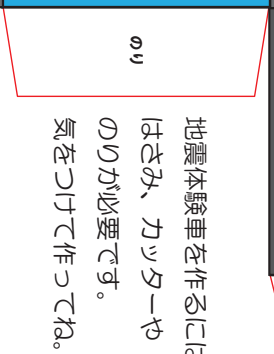 のり
地震体験車を作るには
はさみ、カッターや
のりが必要です。
気をつけて作ってね。